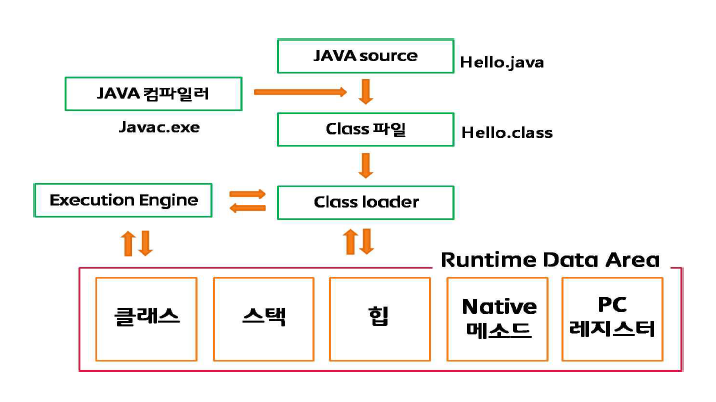 JAVA source
Hello.java
JAVA 컴파일러
Javac.exe
Class 파일
Hello.class
Execution Engine
Class loader
Runtime Data Area
클래스
스택
힙
Native
메소드
PC
레지스터